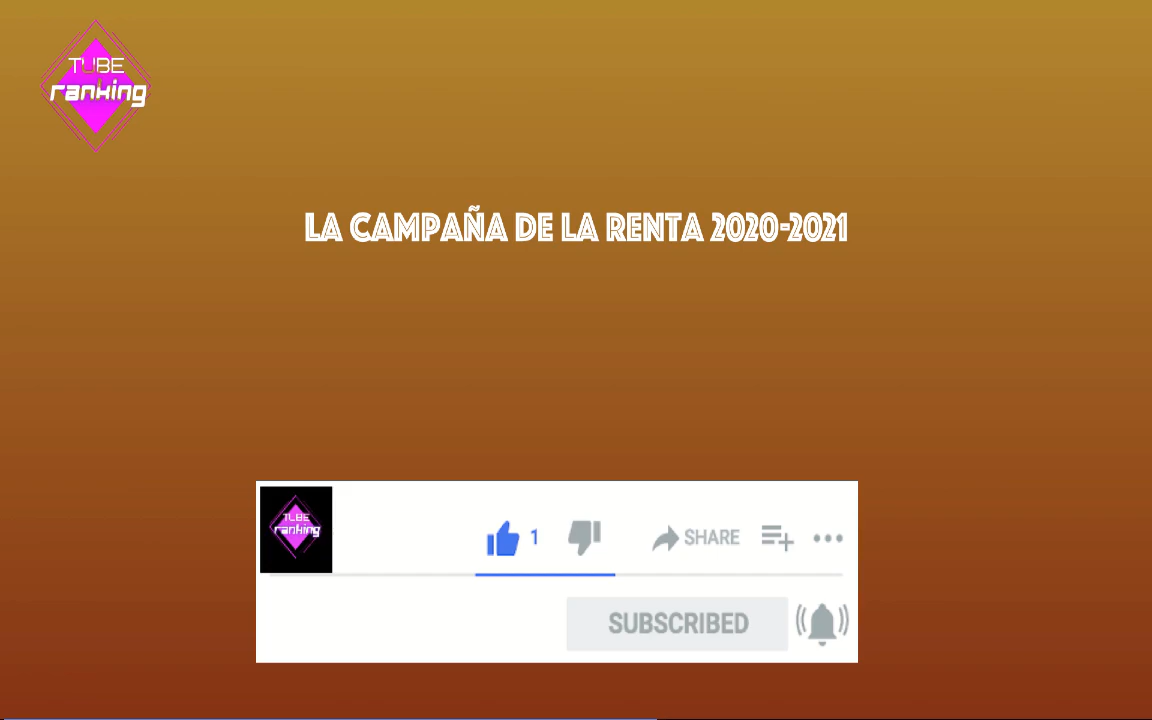 TUBE
ranking
LA CAMPAÑA DE LA RENTA 2020-2021
TUBE
ranking
1
SHARE
SUBSCRIBED